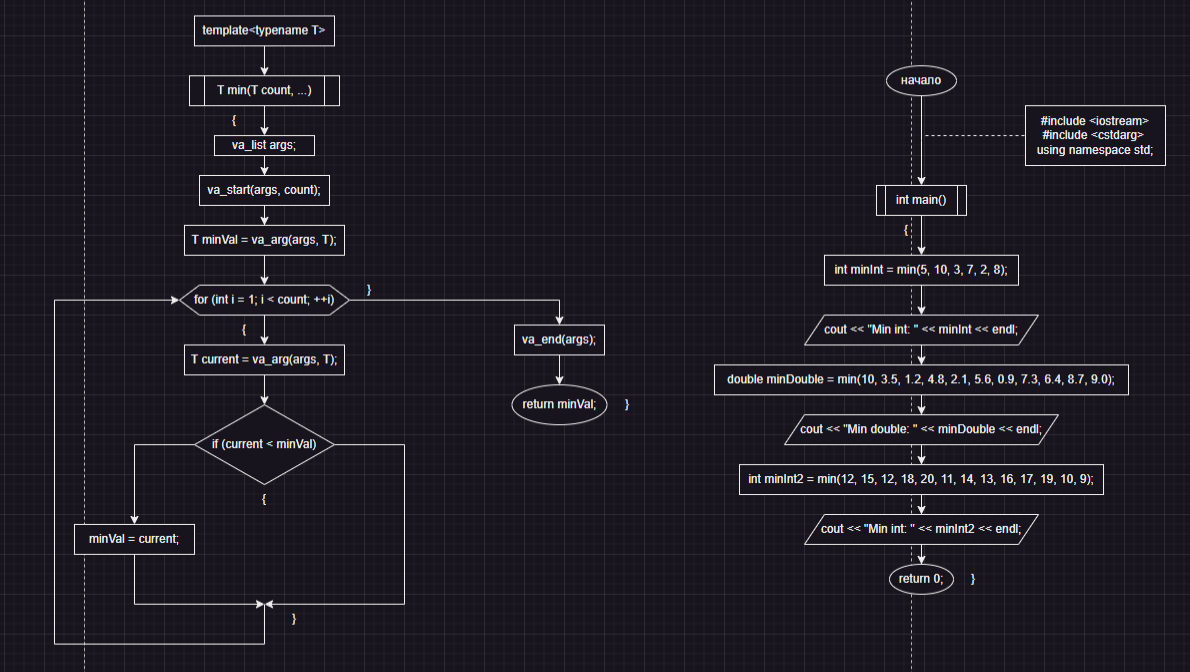 template<typename T>
T min(T count, ...)
{
va_list args;
va_start(args, count);
T minVal = va_arg(args, T);
for (int i = 1; i < count; ++i)
}
{
T current = va_arg(args, T);
if (current < minVal)
{
minVal = current;
}
va_end(args);
return minVal;
}
начало
#include <iostream>
#include <cstdarg>
using namespace std;
int main()
{
int minInt = min(5, 10, 3, 7, 2, 8);
cout << "Min int: " << minInt << endl;
double minDouble = min(10, 3.5, 1.2, 4.8, 2.1, 5.6, 0.9, 7.3, 6.4, 8.7, 9.0);
cout << "Min double: " << minDouble << endl;
int minInt2 = min(12, 15, 12, 18, 20, 11, 14, 13, 16, 17, 19, 10, 9);
cout << "Min int: " << minInt2 << endl;
return 0;
}